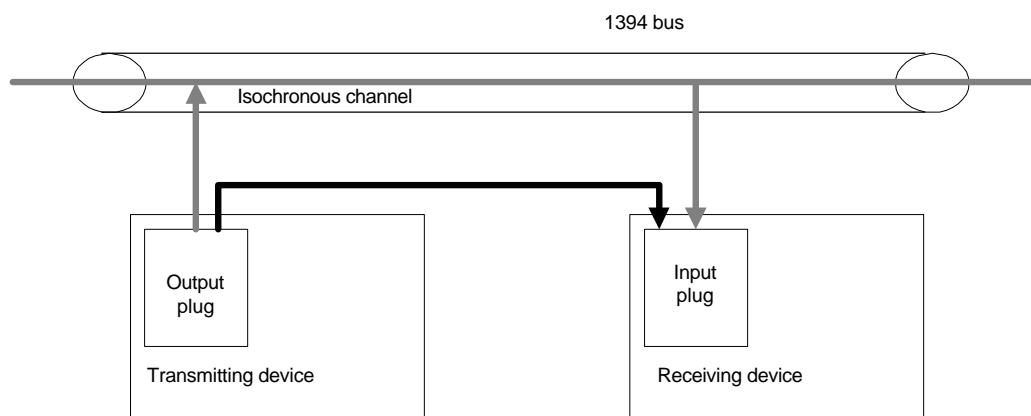 1394 bus
Isochronous channel
Output
plug
Input
plug
Transmitting device
Receiving device